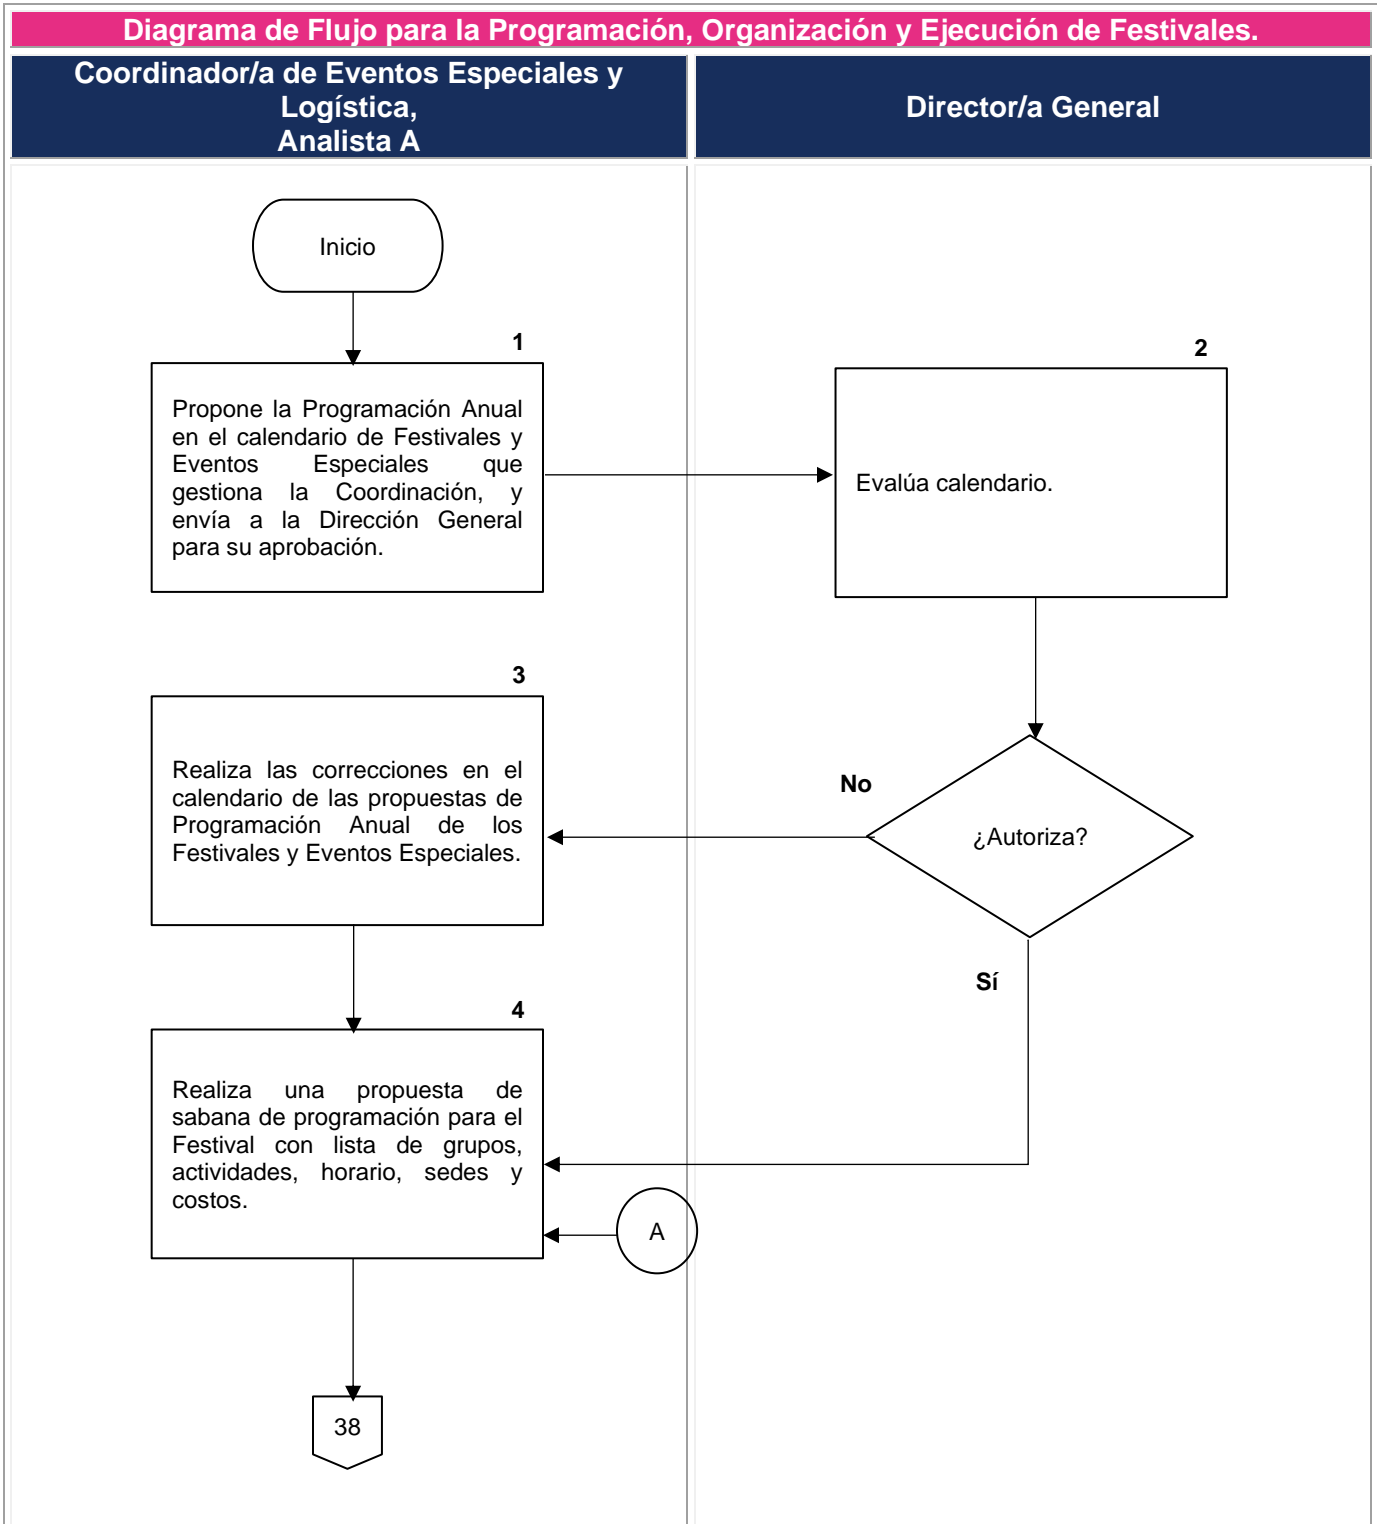 Diagrama de Flujo para la Programación, Organización y Ejecución de Festivales.
Coordinador/a de Eventos Especiales y
Logística,
Analista A
Director/a General
Inicio
1
Propone la Programación Anual
en el calendario de Festivales y
Eventos Especiales que
gestiona la Coordinación, y
envía a la Dirección General
para su aprobación.
2
Evalúa calendario.
3
Realiza las correcciones en el
calendario de las propuestas de
Programación Anual de los
Festivales y Eventos Especiales.
No
¿Autoriza?
Sí
4
Realiza una propuesta de
sabana de programación para el
Festival con lista de grupos,
actividades, horario, sedes y
costos.
A
38